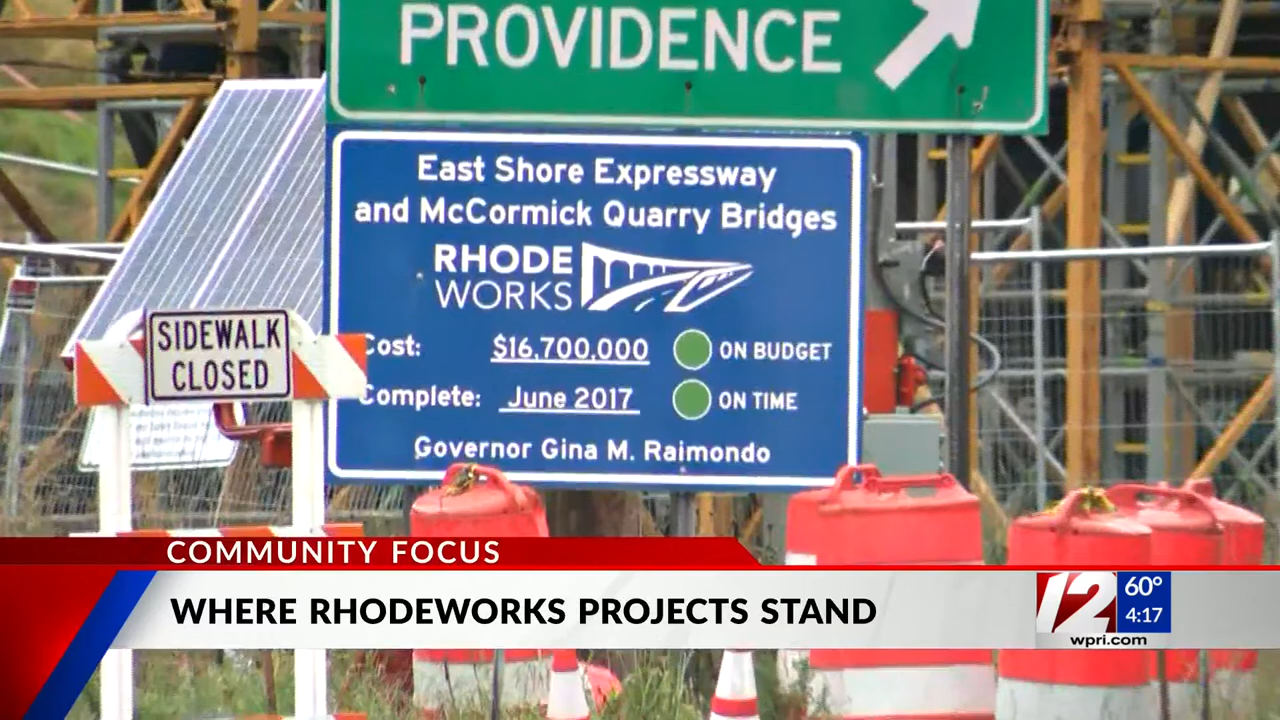 PROVIDENCE
East Shore Expressway
and McCormick Quarry Bridges
RHODE
WORKS
Cost: $16,700,000 ON BUDGET
Complete: June 2017 ON TIME
Governor Gina M. Raimondo
SIDEWALK
CLOSED
COMMUNITY FOCUS
WHERE RHODEWORKS PROJECTS STAND
12
60°
4:17
wpri.com